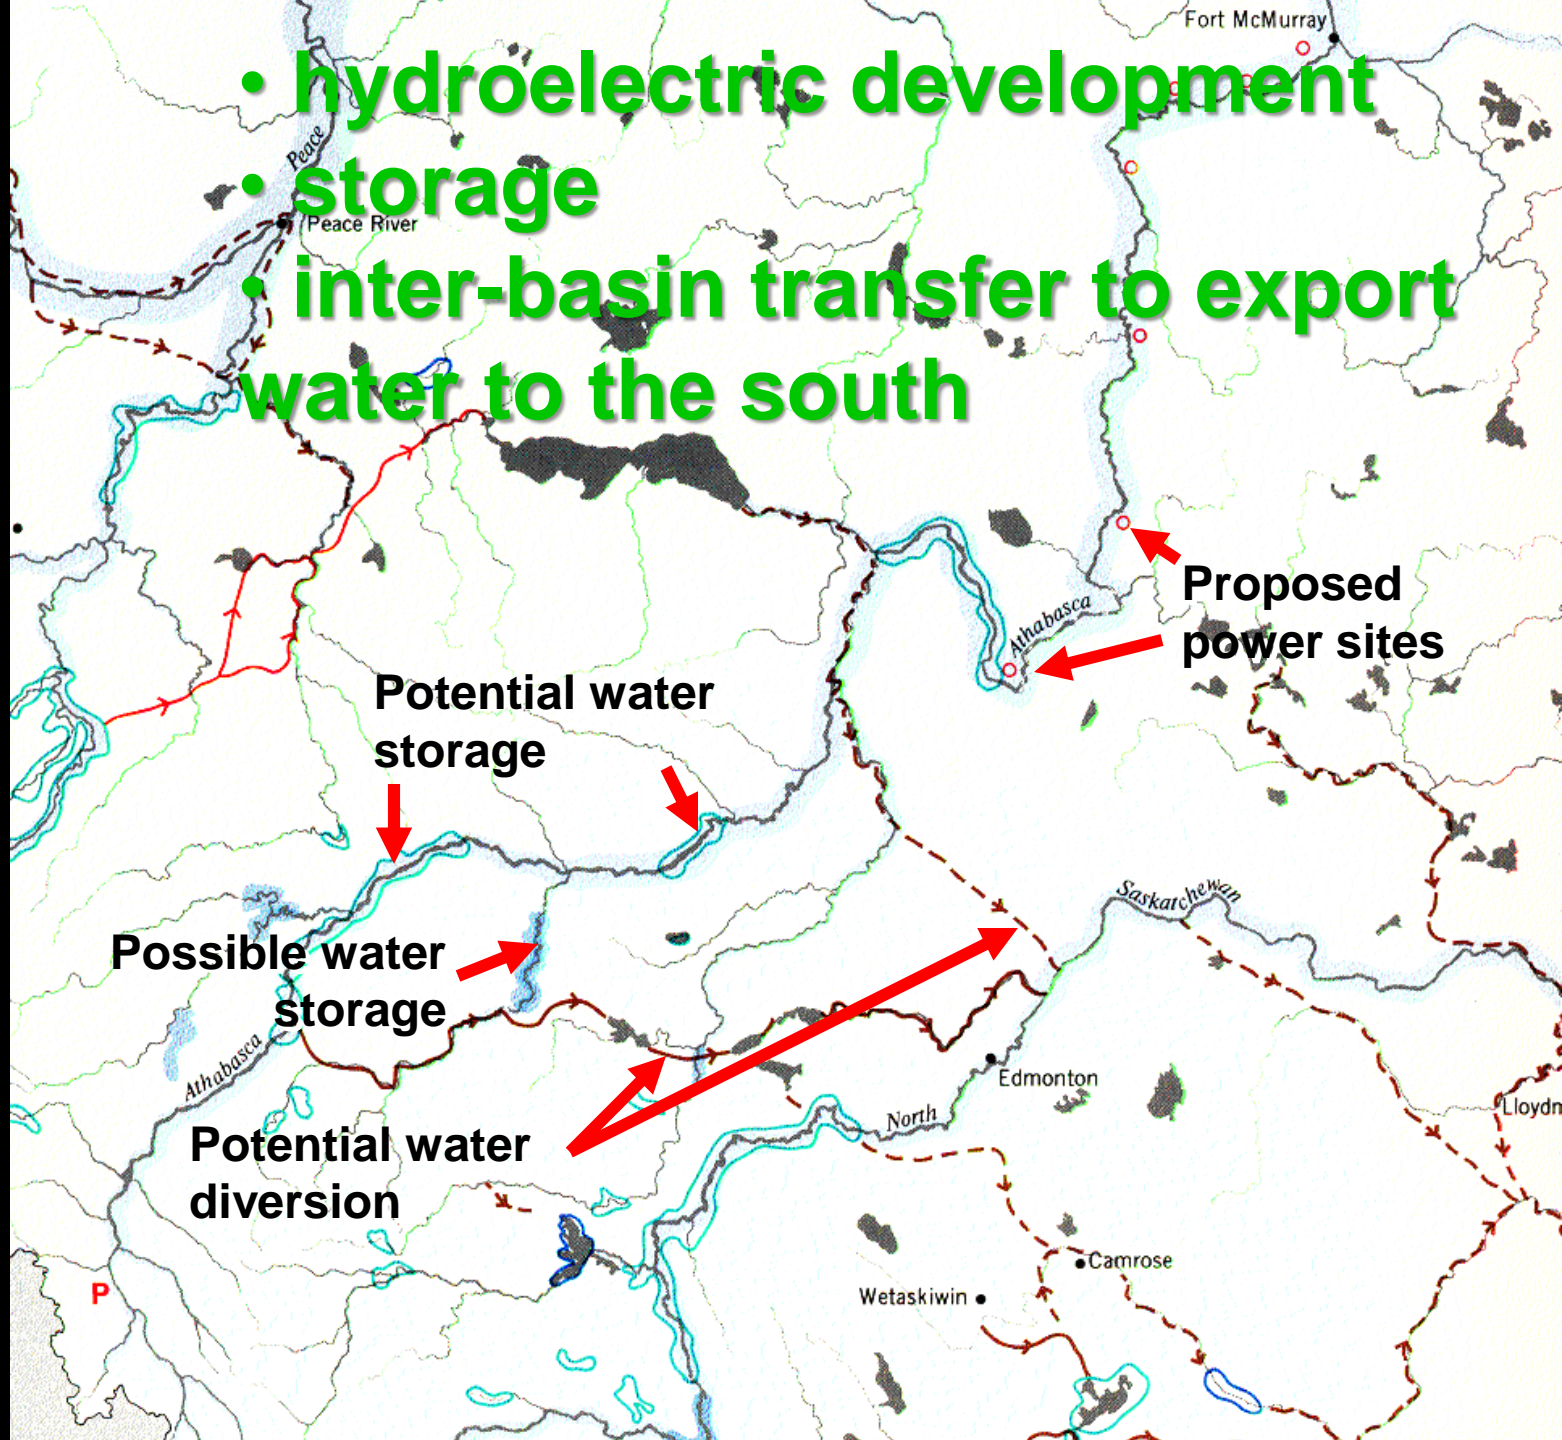 Fort McMurray
• hydroelectric development
Peace
• storage
Peace River
• inter-basin transfer to export
water to the south
Proposed
power sites
Athabasca
Potential water
storage
Saskatchewan
Possible water
storage
Athabasca
Edmonton
North
Lloydm
Potential water
diversion
Camrose
P
Wetaskiwin